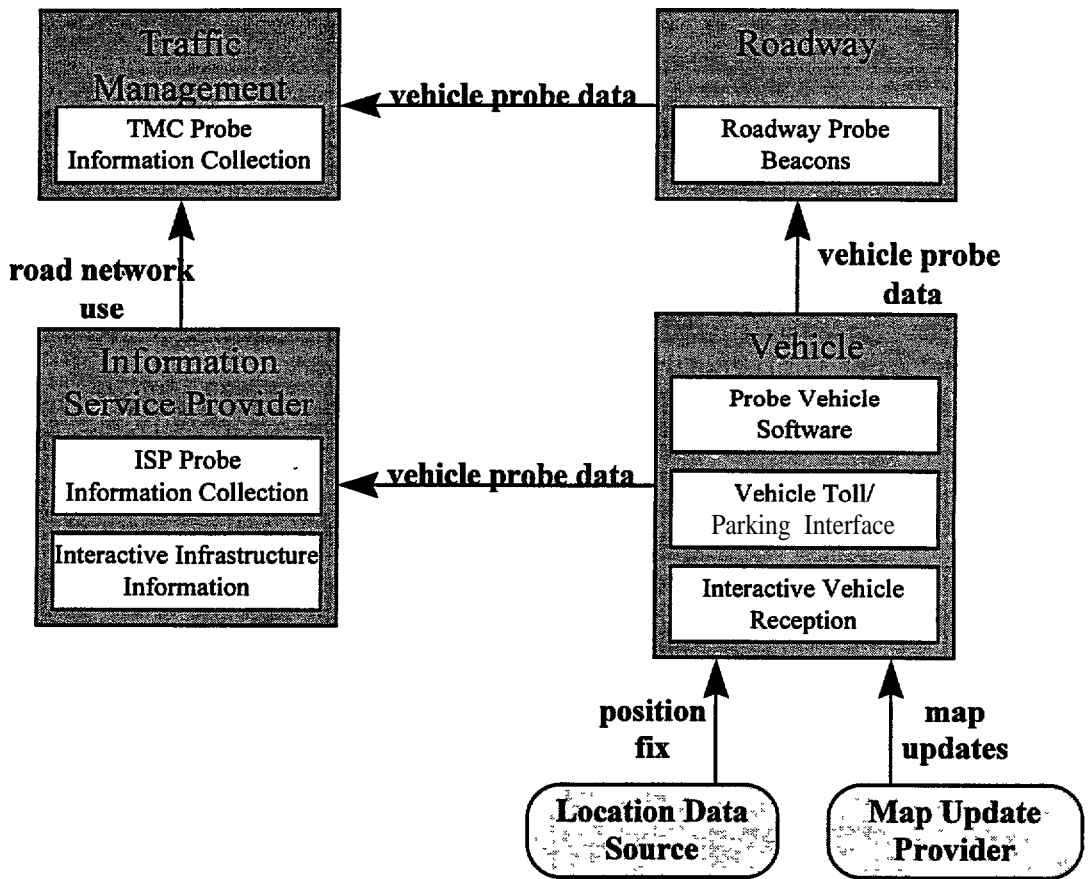 Traffic
Management
TMC Probe
Information Collection
vehicle probe data
Roadway
Roadway Probe
Beacons
road network
use
vehicle probe
data
Information
Service Provider
ISP Probe
Information Collection
Interactive Infrastructure
Information
vehicle probe data
Vehicle
Probe Vehicle
Software
Vehicle Toll/
Parking Interface
Interactive Vehicle
Reception
position
fix
map
updates
Location Data
Source
Map Update
Provider